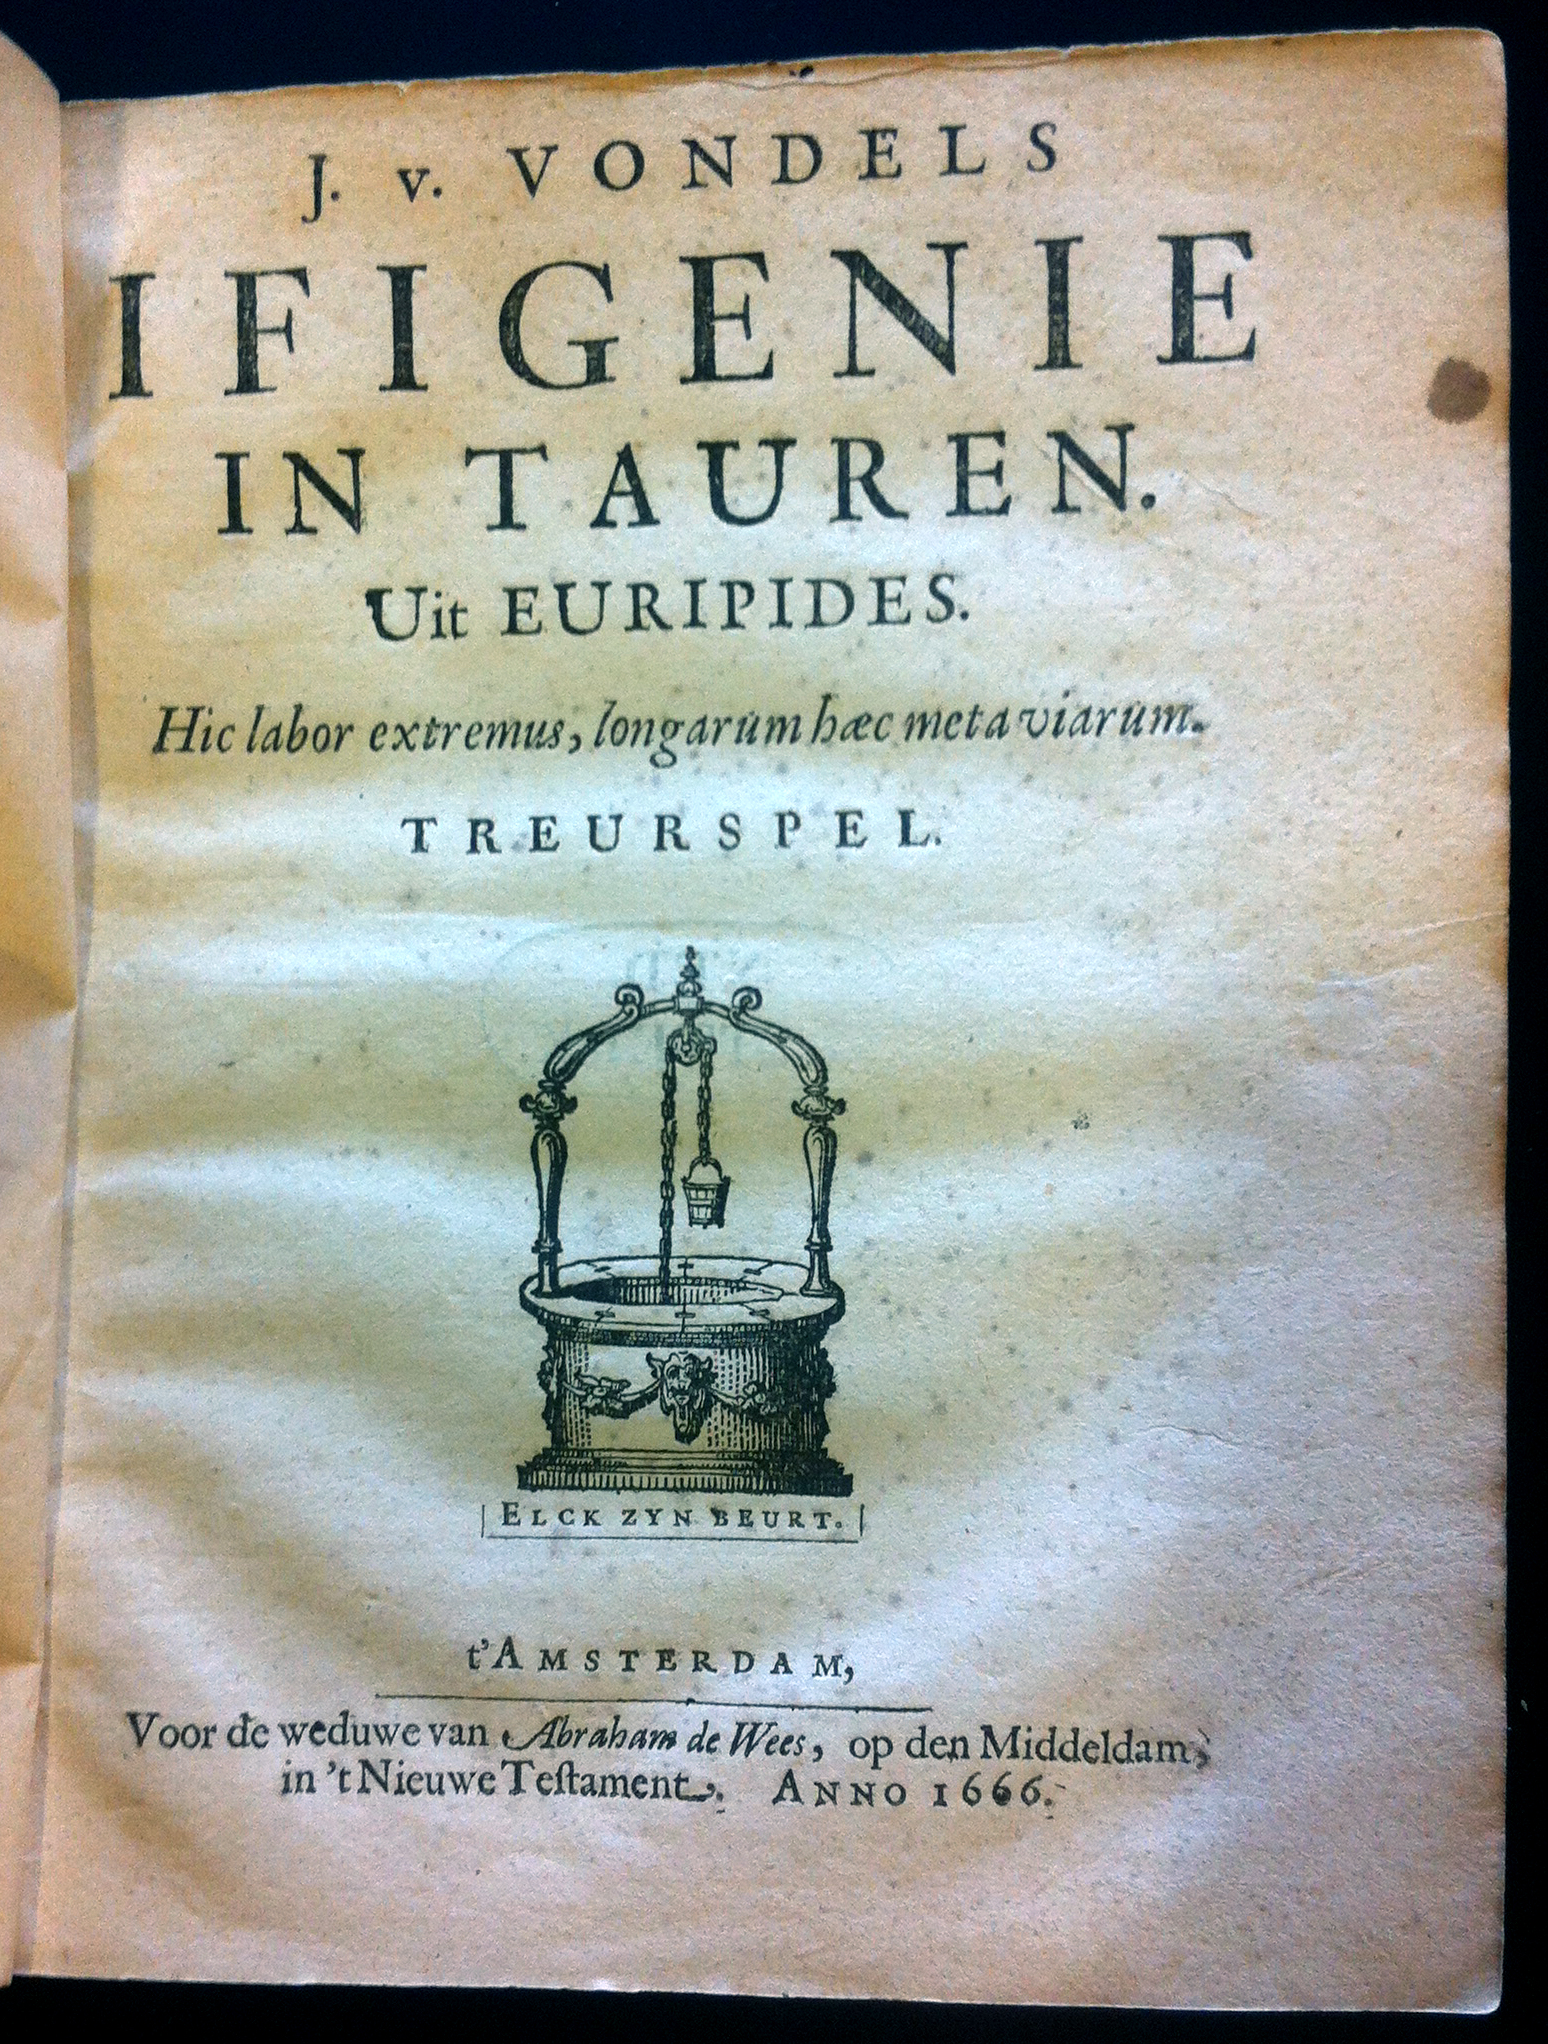 J. v. VONDELS
IFIGENIE
IN TAUREN.
Uit EURIPIDES.
Hic labor extremus, longarum hæc meta viarum.
TREURSPEL.
ELCK ZYN BEURT.
t'AMSTERDAM,
Voor de weduwe van Abraham de Wees, op den Middeldam,
in 't Nieuwe Teſtament. ANNO 1666.